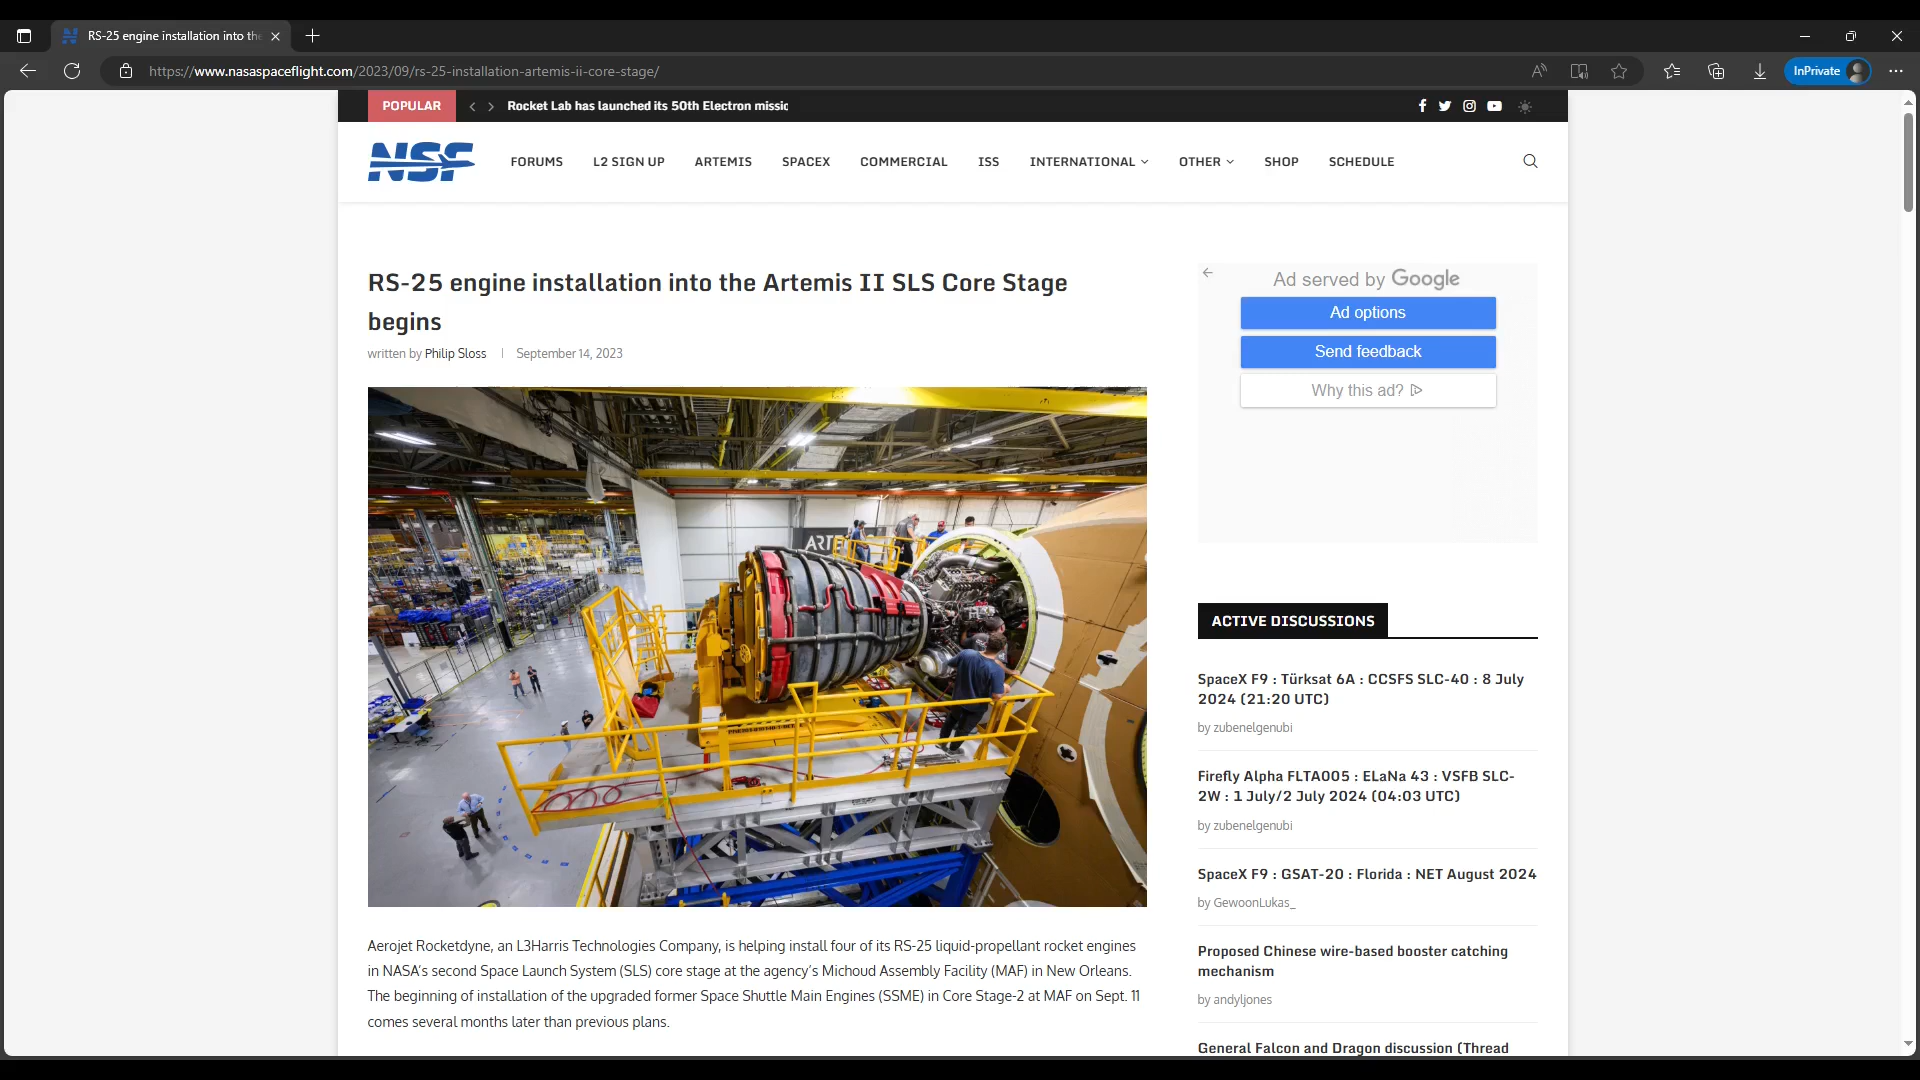 RS-25 engine installation into the
https://www.nasaspaceflight.com/2023/09/rs-25-installation-artemis-ii-core-stage/
InPrivate
POPULAR
Rocket Lab has launched its 50th Electron missic
NSF
FORUMS
L2 SIGN UP
ARTEMIS
SPACEX
COMMERCIAL
ISS
INTERNATIONAL
OTHER
SHOP
SCHEDULE
RS-25 engine installation into the Artemis II SLS Core Stage
begins
written by Philip Sloss
September 14, 2023
ARTE
Aerojet Rocketdyne, an L3Harris Technologies Company, is helping install four of its RS-25 liquid-propellant rocket engines
in NASA's second Space Launch System (SLS) core stage at the agency's Michoud Assembly Facility (MAF) in New Orleans.
The beginning of installation of the upgraded former Space Shuttle Main Engines (SSME) in Core Stage-2 at MAF on Sept. 11
comes several months later than previous plans.
Ad served by Google
Ad options
Send feedback
Why this ad?
ACTIVE DISCUSSIONS
SpaceX F9 : Türksat 6A : CCSFS SLC-40 : 8 July
2024 (21:20 UTC)
by zubenelgenubi
Firefly Alpha FLTA005 : ELaNa 43 : VSFB SLC-
2W : 1 July/2 July 2024 (04:03 UTC)
by zubenelgenubi
SpaceX F9 : GSAT-20 : Florida : NET August 2024
by GewoonLukas_
Proposed Chinese wire-based booster catching
mechanism
by andyljones
General Falcon and Dragon discussion (Thread